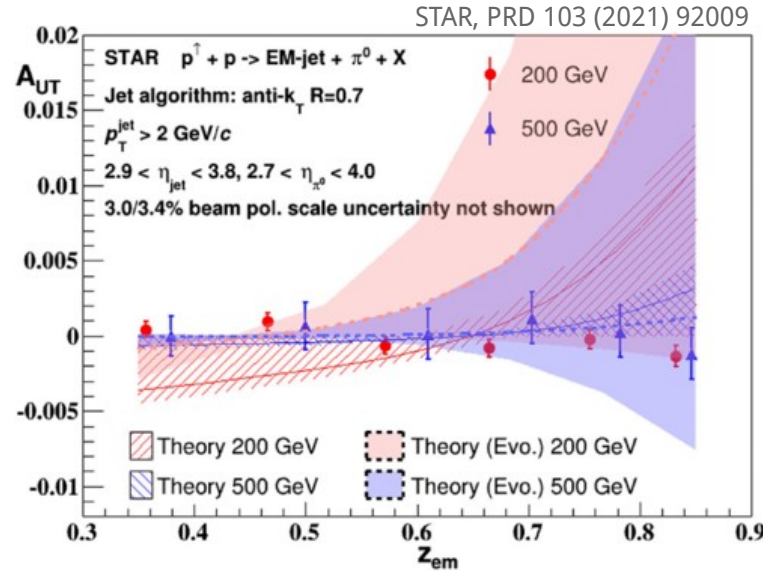 STAR, PRD 103 (2021) 92009
0.02
A_UT
STAR p↑ + p -> EM-jet + π⁰ + X
200 GeV
0.015
Jet algorithm: anti-k_T R=0.7
500 GeV
p_T^jet > 2 GeV/c
0.01
2.9 < η_jet < 3.8, 2.7 < η_π⁰ < 4.0
3.0/3.4% beam pol. scale uncertainty not shown
0.005
0
-0.005
Theory 200 GeV Theory (Evo.) 200 GeV
Theory 500 GeV Theory (Evo.) 500 GeV
-0.01
0.3 0.4 0.5 0.6 0.7 0.8 0.9
z_em